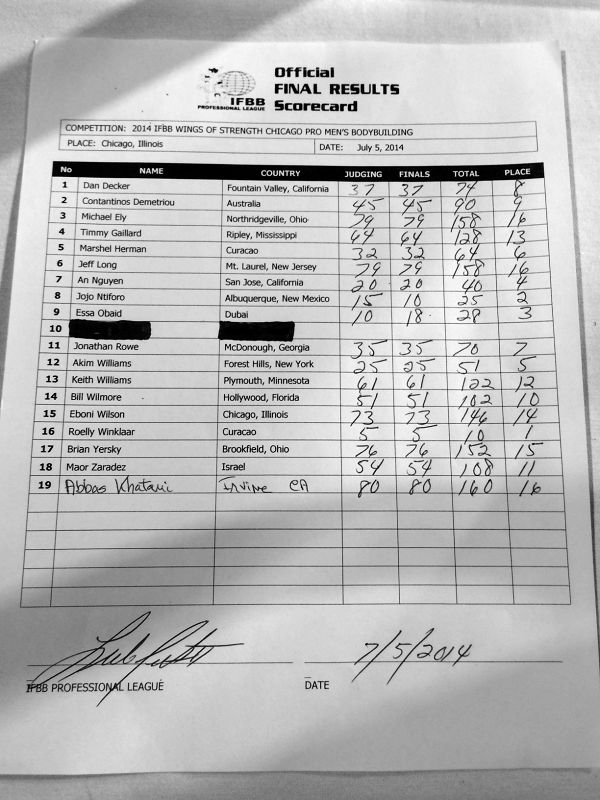 Official
FINAL RESULTS
Scorecard
IFBB
PROFESSIONAL LEAGUE
COMPETITION: 2014 IFBB WINGS OF STRENGTH CHICAGO PRO MEN'S BODYBUILDING
PLACE: Chicago, Illinois DATE: July 5, 2014
No NAME COUNTRY JUDGING FINALS TOTAL PLACE
1 Dan Decker Fountain Valley, California 37 37 74 8
2 Contantinos Demetriou Australia 45 45 90 9
3 Michael Ely Northridgeville, Ohio 79 79 158 16
4 Timmy Gaillard Ripley, Mississippi 64 64 128 13
5 Marshel Herman Curacao 32 32 64 6
6 Jeff Long Mt. Laurel, New Jersey 79 79 158 16
7 An Nguyen San Jose, California 20 20 40 4
8 Jojo Ntiforo Albuquerque, New Mexico 15 10 25 2
9 Essa Obaid Dubai 10 18 28 3
10
11 Jonathan Rowe McDonough, Georgia 35 35 70 7
12 Akim Williams Forest Hills, New York 25 25 51 5
13 Keith Williams Plymouth, Minnesota 61 61 122 12
14 Bill Wilmore Hollywood, Florida 51 51 102 10
15 Eboni Wilson Chicago, Illinois 73 73 146 14
16 Roelly Winklaar Curacao 5 5 10 1
17 Brian Yersky Brookfield, Ohio 76 76 152 15
18 Maor Zaradez Israel 54 54 108 11
19 Abbas Khatami Irvine CA 80 80 160 16
7/5/2014
IFBB PROFESSIONAL LEAGUE DATE